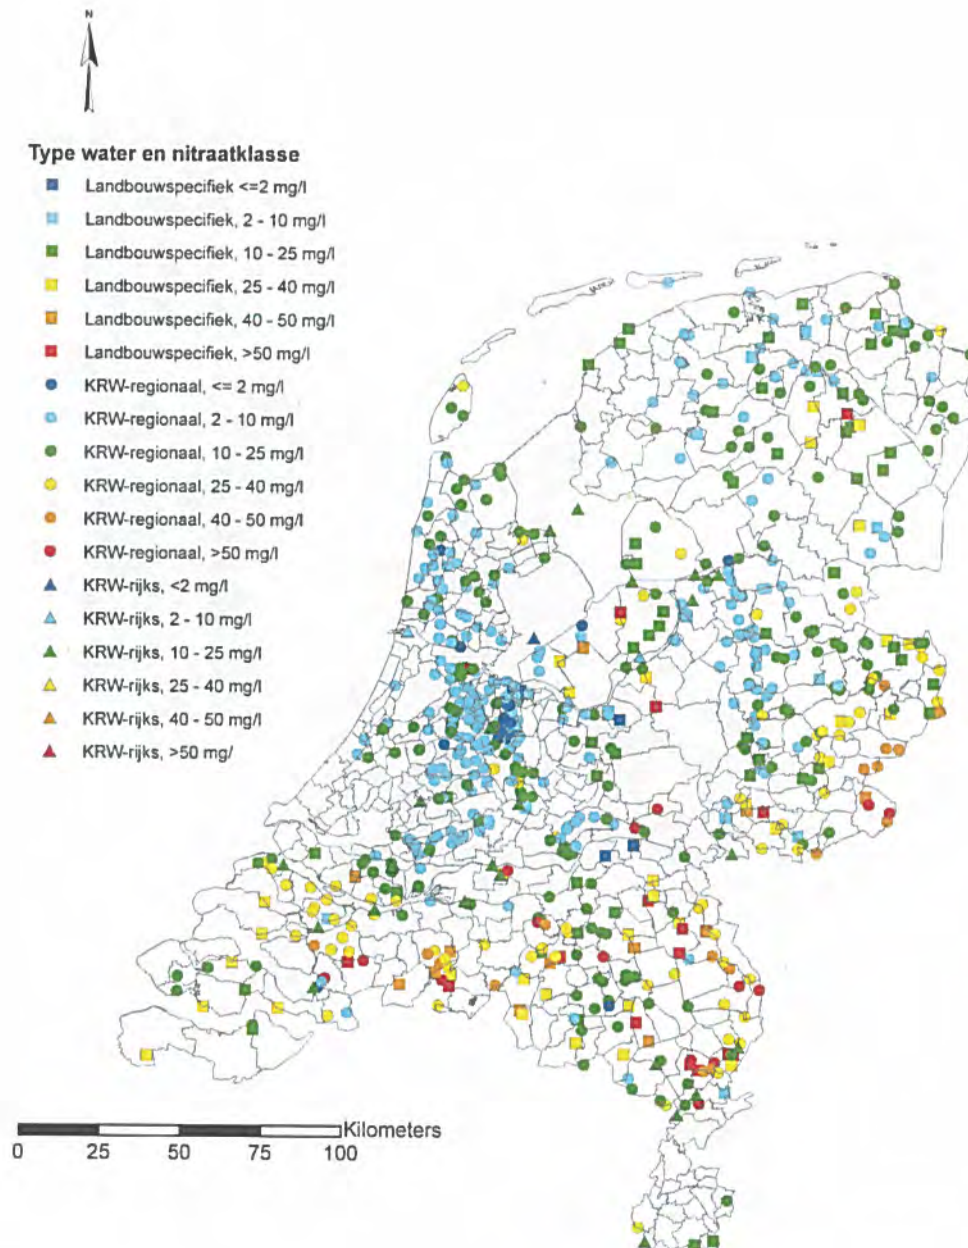 N
Type water en nitraatklasse
Landbouwspecifiek <=2 mg/l
Landbouwspecifiek, 2 - 10 mg/l
Landbouwspecifiek, 10 - 25 mg/l
Landbouwspecifiek, 25 - 40 mg/l
Landbouwspecifiek, 40 - 50 mg/l
Landbouwspecifiek, >50 mg/l
KRW-regionaal, <= 2 mg/l
KRW-regionaal, 2 - 10 mg/l
KRW-regionaal, 10 - 25 mg/l
KRW-regionaal, 25 - 40 mg/l
KRW-regionaal, 40 - 50 mg/l
KRW-regionaal, >50 mg/l
KRW-rijks, <2 mg/l
KRW-rijks, 2 - 10 mg/l
KRW-rijks, 10 - 25 mg/l
KRW-rijks, 25 - 40 mg/l
KRW-rijks, 40 - 50 mg/l
KRW-rijks, >50 mg/
Kilometers
0 25 50 75 100